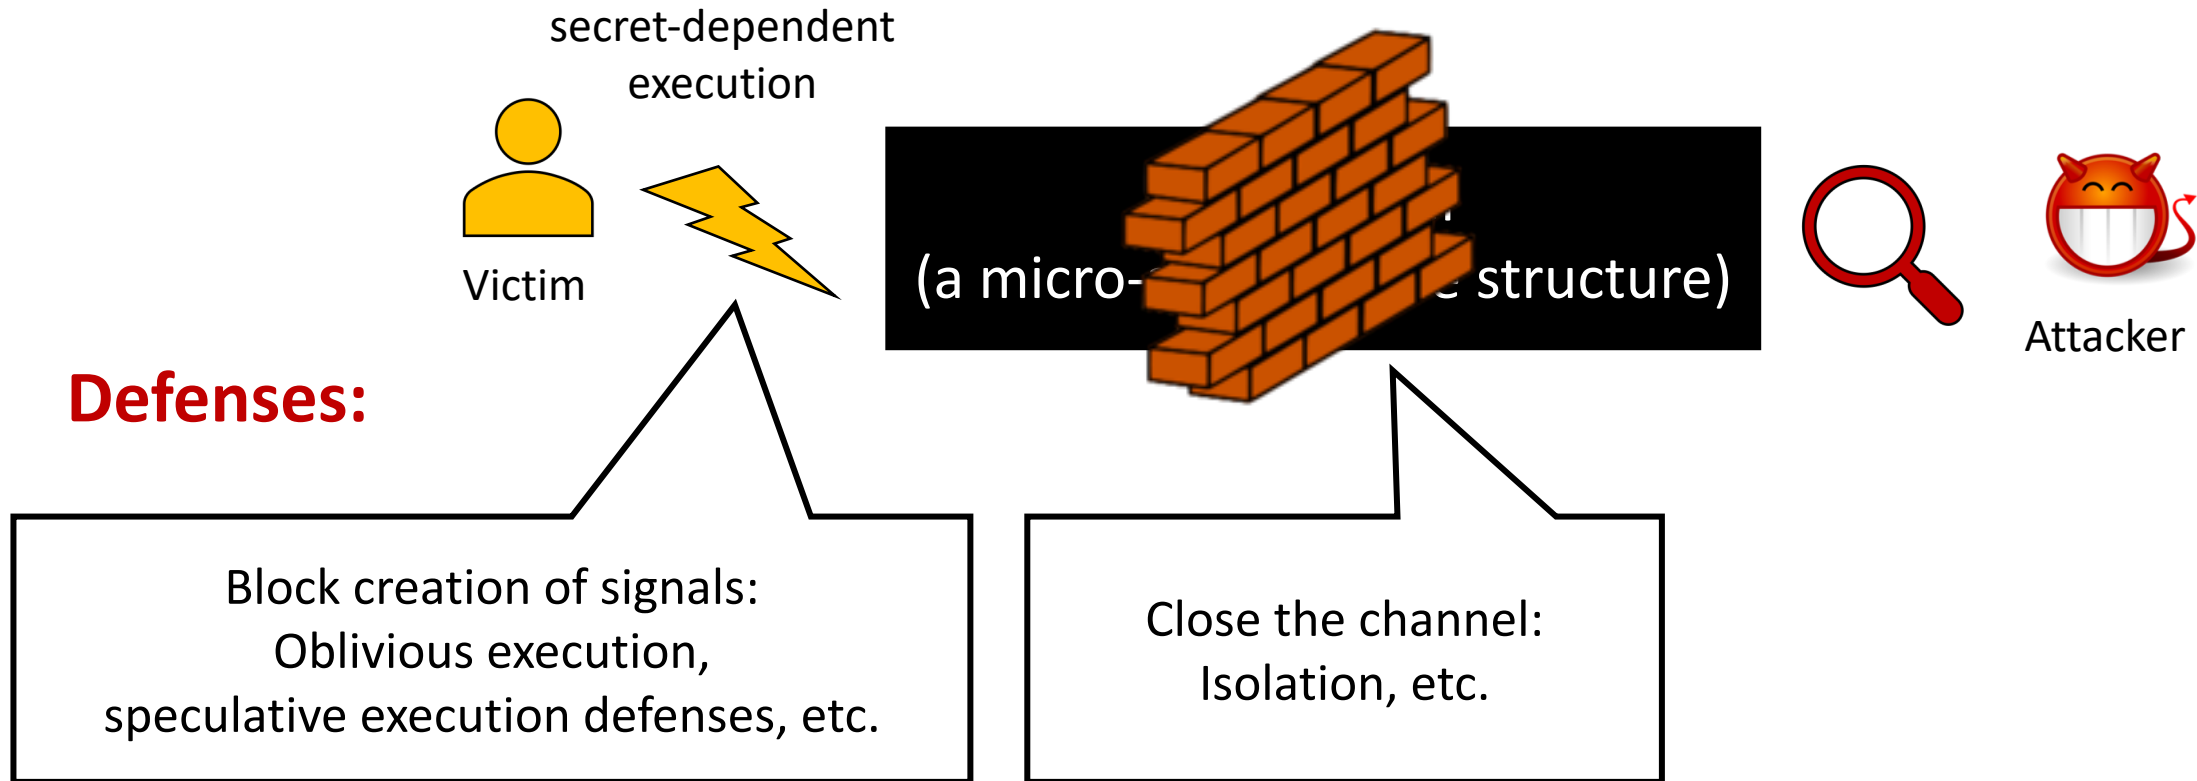 secret-dependent
execution
Victim
(a micro- structure)
Attacker
Defenses:
Block creation of signals:
Oblivious execution,
speculative execution defenses, etc.
Close the channel:
Isolation, etc.